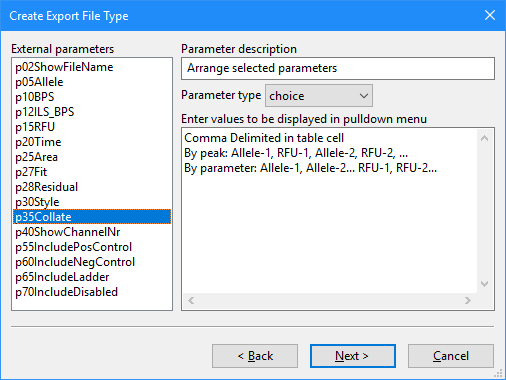 Create Export File Type
External parameters
p02ShowFileName
p05Allele
p10BPS
p12ILS_BPS
p15RFU
p20Time
p25Area
p27Fit
p28Residual
p30Style
p35Collate
p40ShowChannelNr
p55IncludePosControl
p60IncludeNegControl
p65IncludeLadder
p70IncludeDisabled
Parameter description
Arrange selected parameters
Parameter type choice
Enter values to be displayed in pulldown menu
Comma Delimited in table cell
By peak: Allele-1, RFU-1, Allele-2, RFU-2, ...
By parameter: Allele-1, Allele-2... RFU-1, RFU-2...
< Back
Next >
Cancel